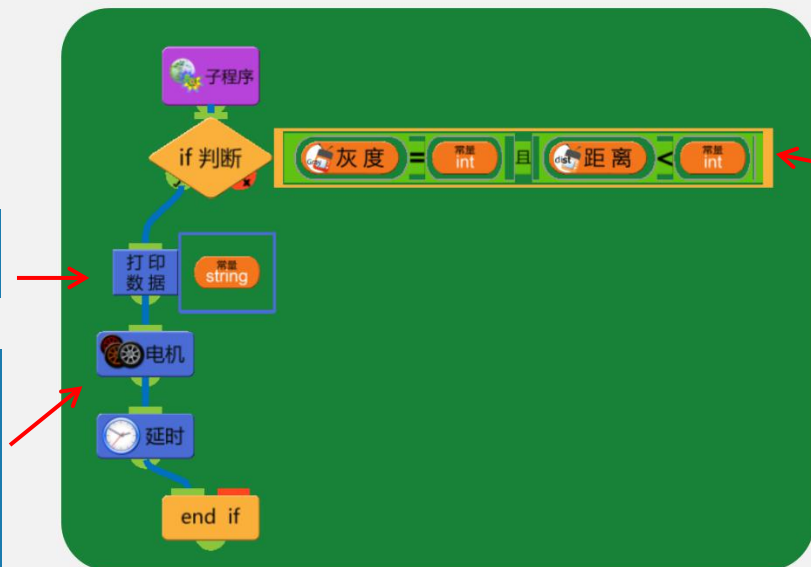 子程序
if 判断
Gray 灰度 = 常量 int 且 dist 距离 < 常量 int
打印
数据
常量
string
电机
延时
end if